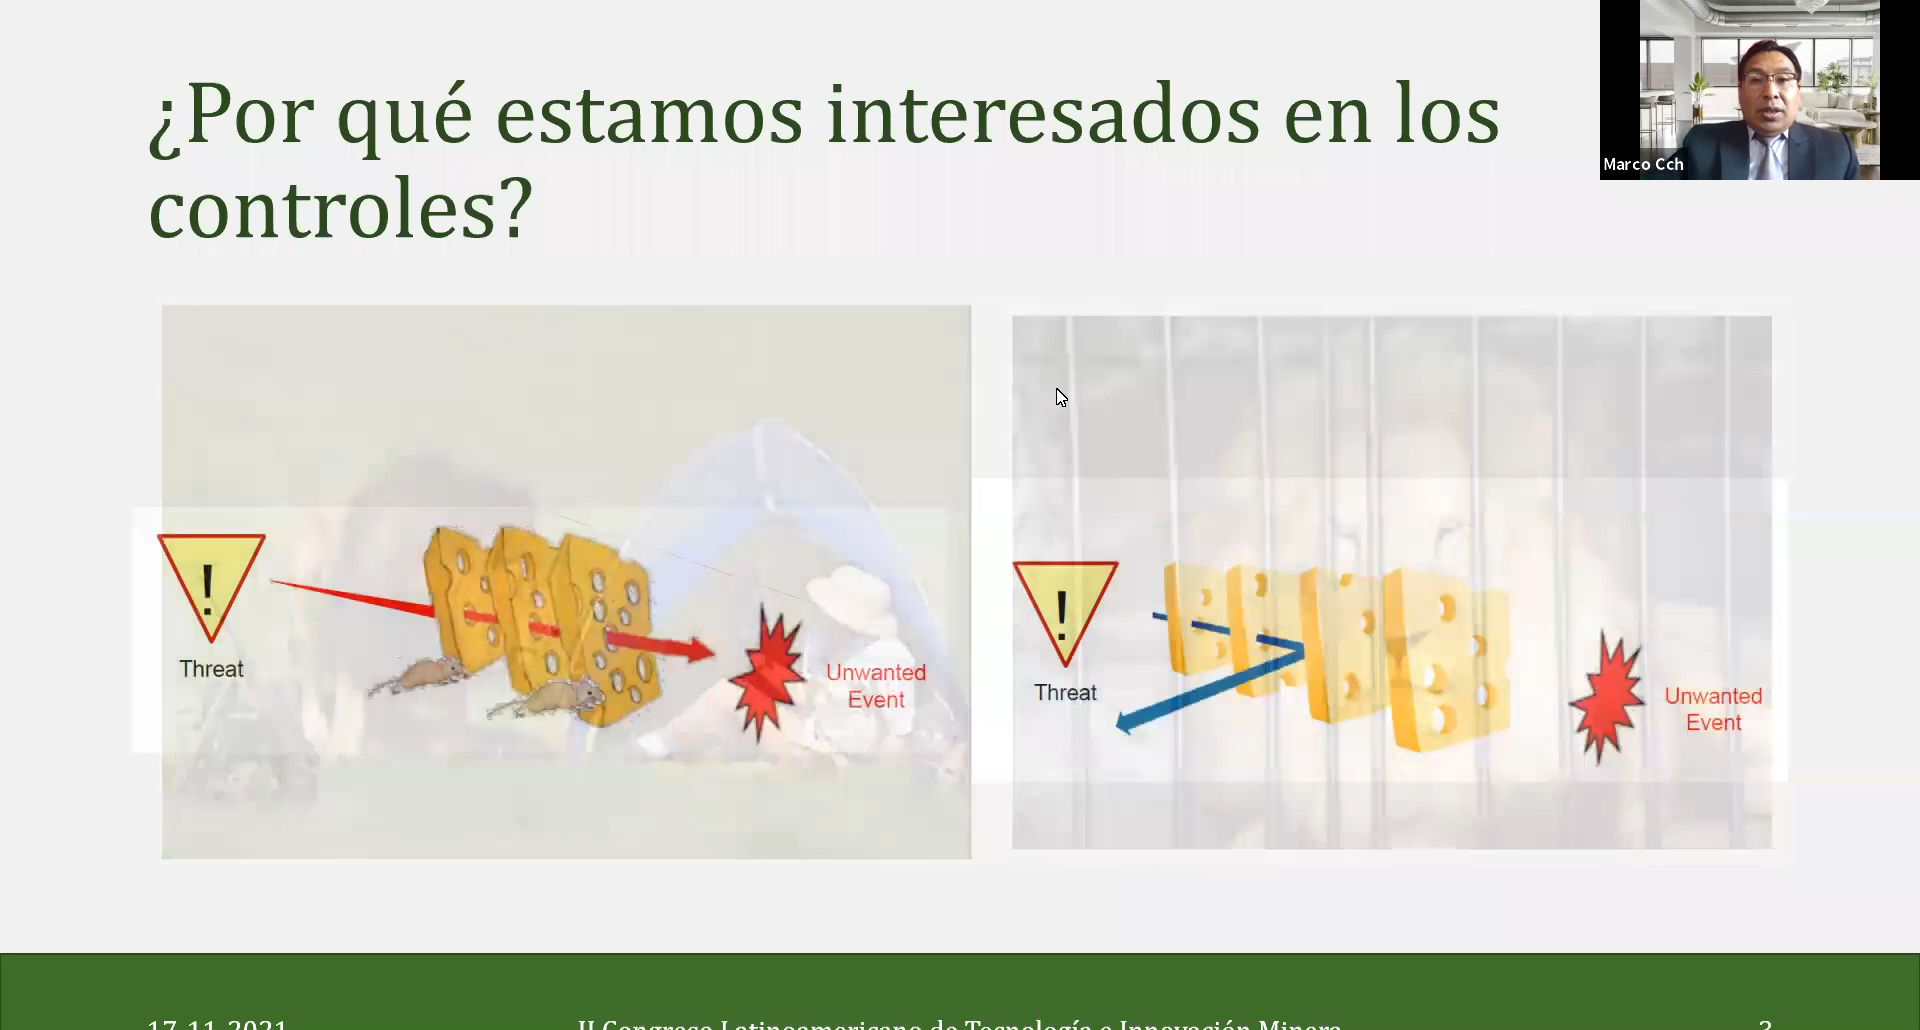 ¿Por qué estamos interesados en los
controles?
Marco Cch
!
Threat
Unwanted
Event
!
Threat
Unwanted
Event
17-11-2021
II Congreso Latinoamericano de Tecnología e Innovación Minera
3